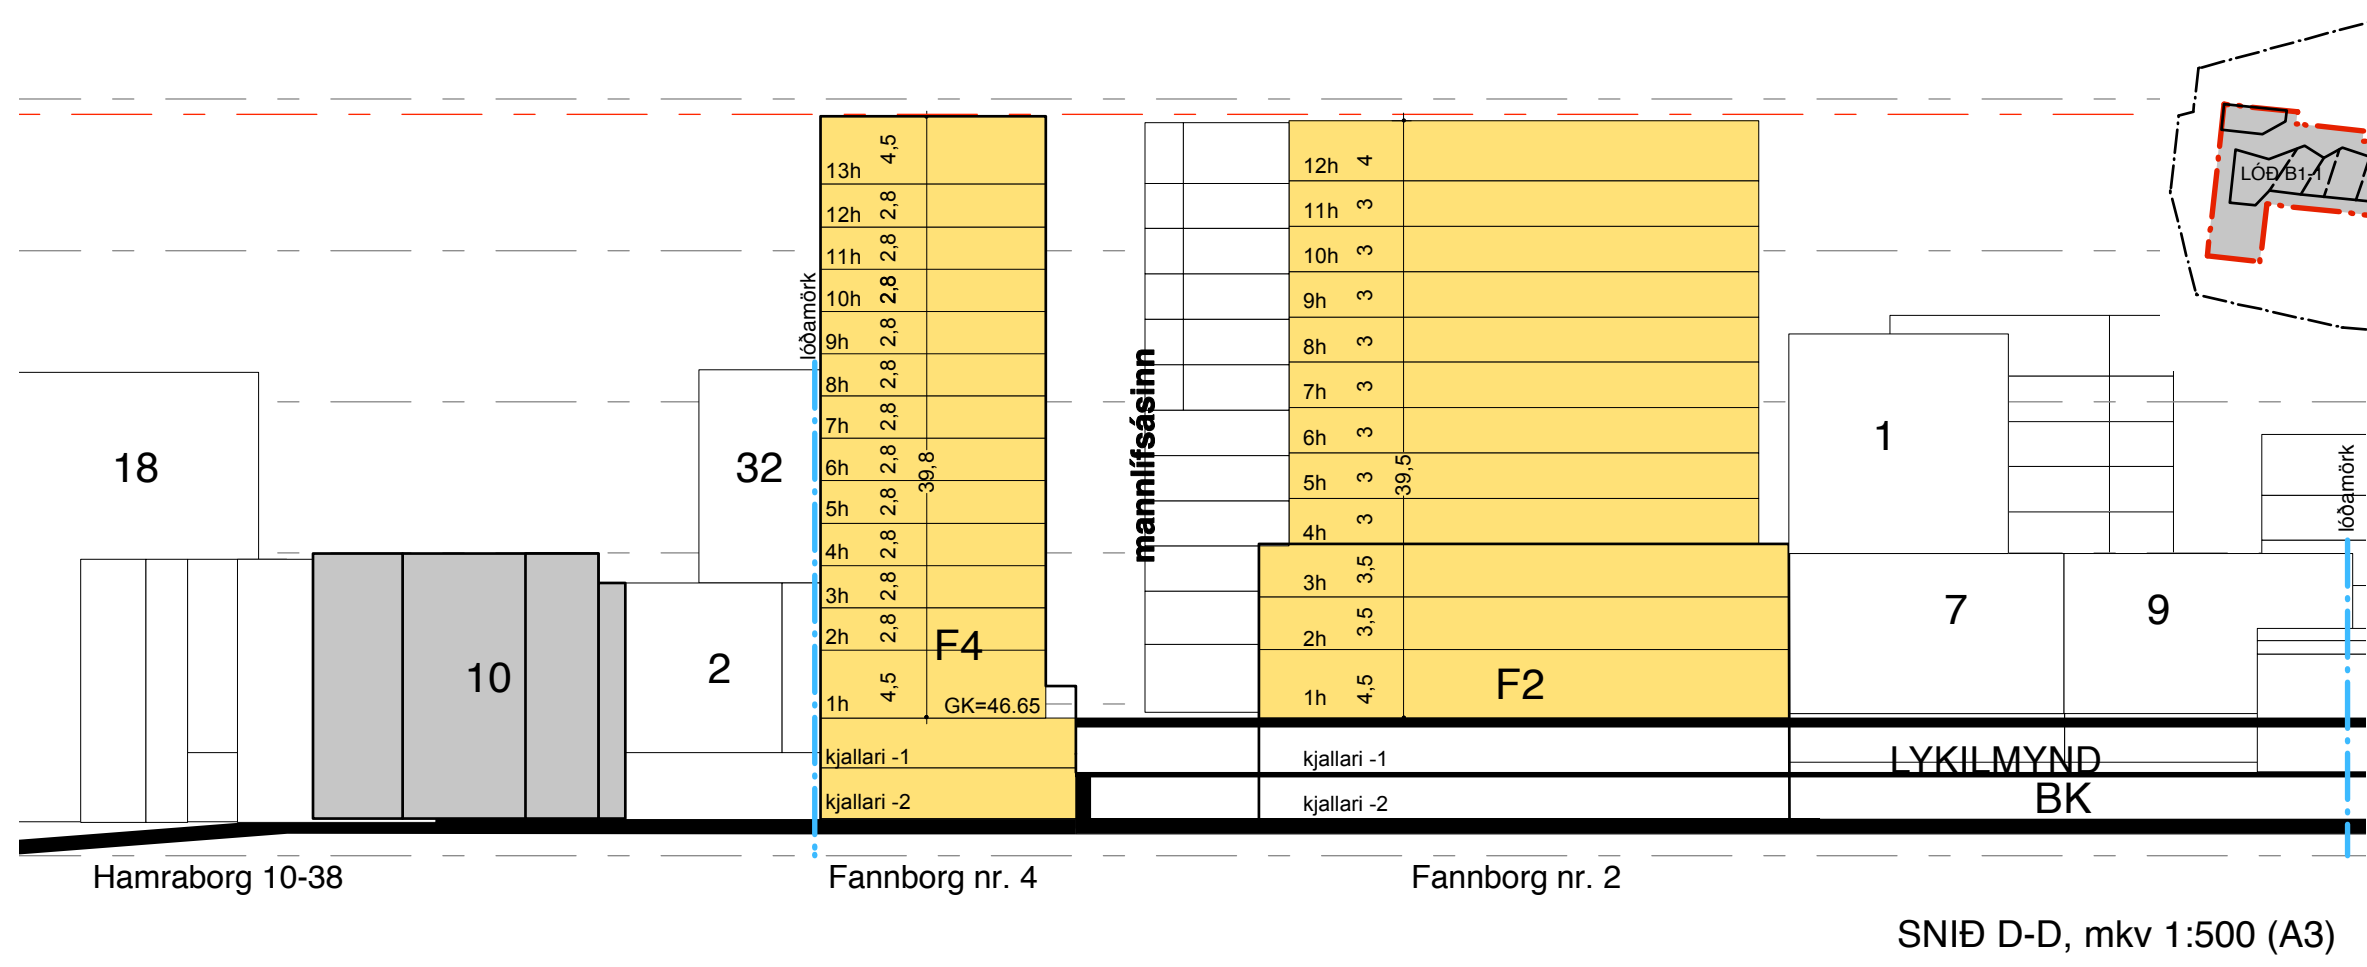 LÓÐ B1-1
lóðamörk
13h 4,5
12h 2,8
11h 2,8
10h 2,8
9h 2,8
8h 2,8
7h 2,8
6h 2,8
5h 2,8
4h 2,8
3h 2,8
2h 2,8
1h 4,5
39,8
F4
GK=46.65
kjallari -1
kjallari -2
mannlífsásinn
12h 4
11h 3
10h 3
9h 3
8h 3
7h 3
6h 3
5h 3
4h 3
3h 3,5
2h 3,5
1h 4,5
39,5
F2
kjallari -1
kjallari -2
18
10
32
2
1
7
9
lóðamörk
LYKILMYND
BK
Hamraborg 10-38
Fannborg nr. 4
Fannborg nr. 2
SNIÐ D-D, mkv 1:500 (A3)